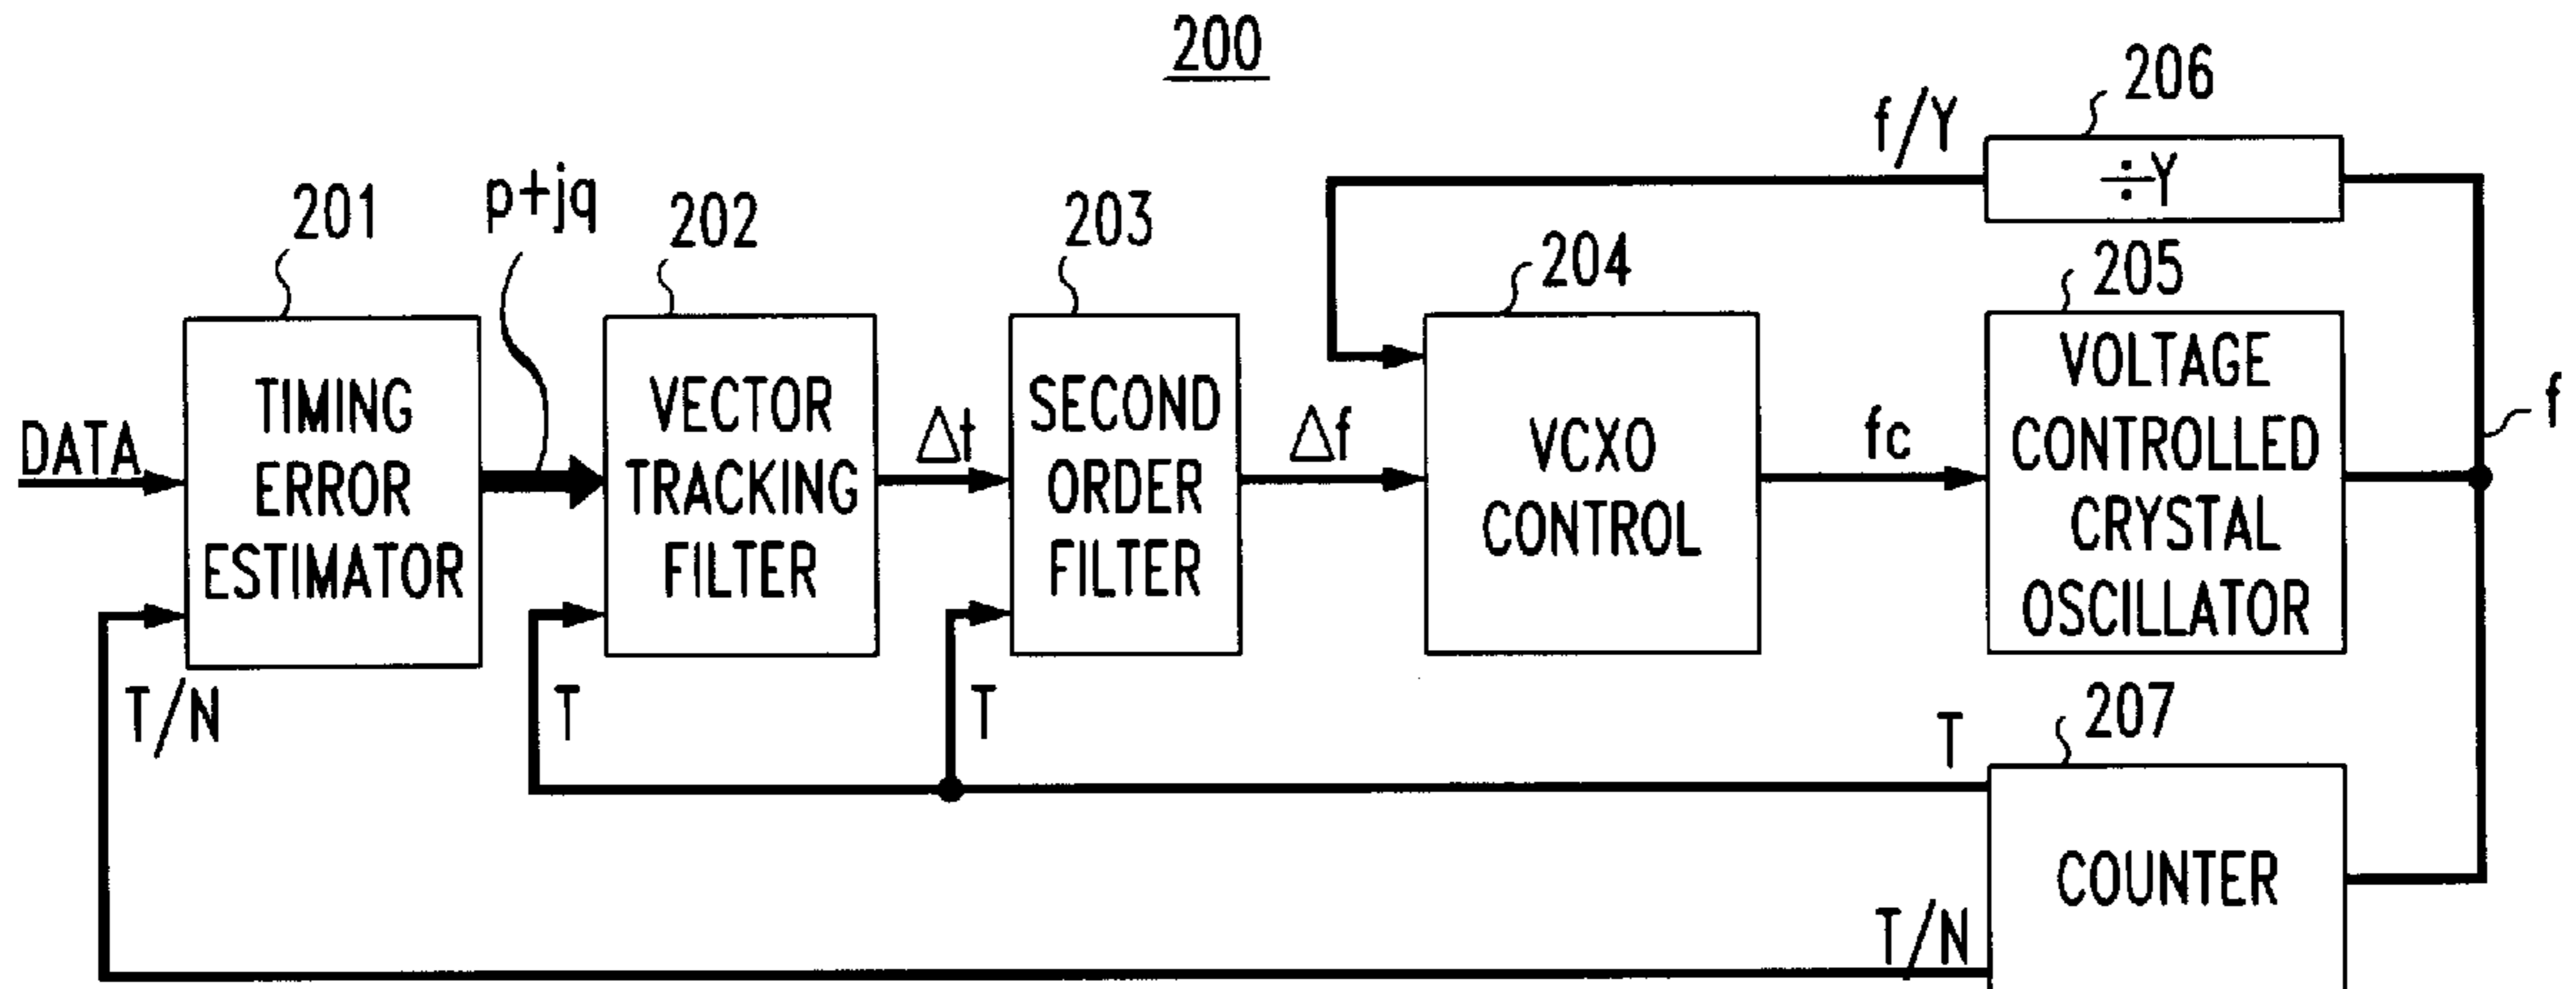 200
206
f/Y
÷Y
201
p+jq
202
203
204
205
DATA
TIMING
ERROR
ESTIMATOR
VECTOR
TRACKING
FILTER
Δt
SECOND
ORDER
FILTER
Δf
VCXO
CONTROL
fc
VOLTAGE
CONTROLLED
CRYSTAL
OSCILLATOR
f
T/N
T
T
T
207
COUNTER
T/N